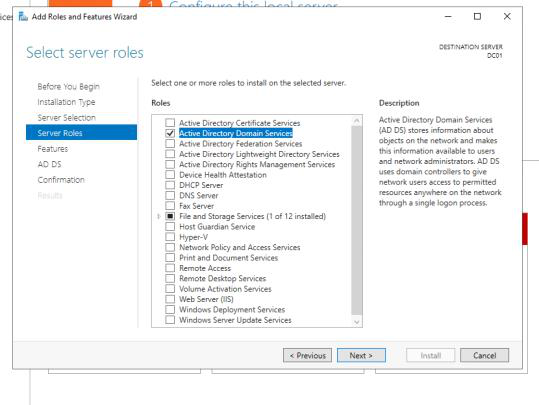 ices
1 Configure this local server
Add Roles and Features Wizard
Select server roles
DESTINATION SERVER
DC01
Before You Begin
Installation Type
Server Selection
Server Roles
Features
AD DS
Confirmation
Results
Select one or more roles to install on the selected server.
Roles
Active Directory Certificate Services
Active Directory Domain Services
Active Directory Federation Services
Active Directory Lightweight Directory Services
Active Directory Rights Management Services
Device Health Attestation
DHCP Server
DNS Server
Fax Server
File and Storage Services (1 of 12 installed)
Host Guardian Service
Hyper-V
Network Policy and Access Services
Print and Document Services
Remote Access
Remote Desktop Services
Volume Activation Services
Web Server (IIS)
Windows Deployment Services
Windows Server Update Services
Description
Active Directory Domain Services
(AD DS) stores information about
objects on the network and makes
this information available to users
and network administrators. AD DS
uses domain controllers to give
network users access to permitted
resources anywhere on the network
through a single logon process.
< Previous
Next >
Install
Cancel